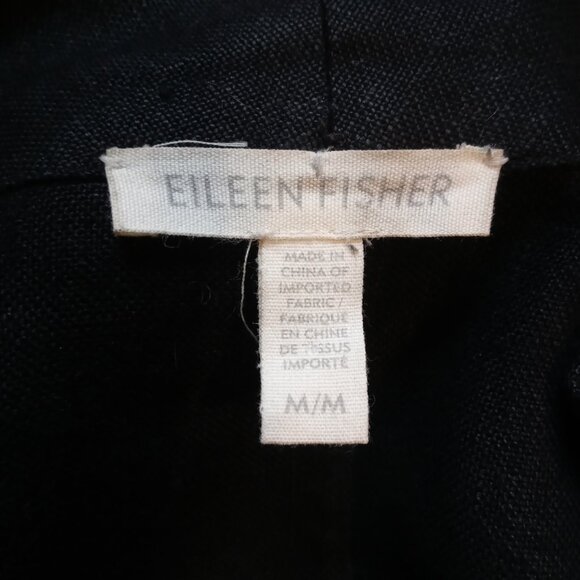 EILEEN FISHER
MADE IN
CHINA OF
IMPORTED
FABRIC/
FABRIQUÉ
EN CHINE
DE TISSUS
IMPORTÉ
M/M